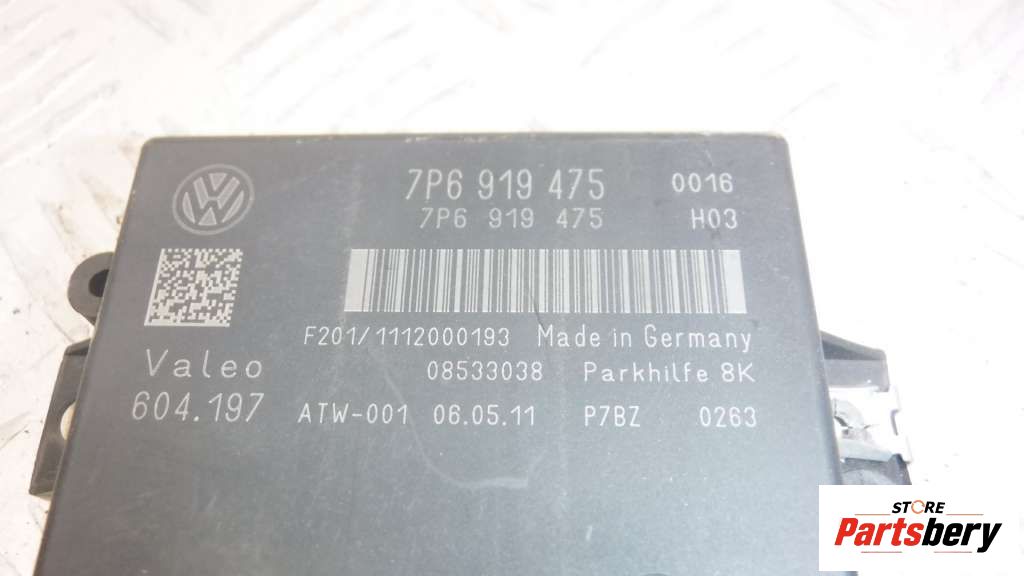 7P6 919 475 0016
7P6 919 475 H03
F201/1112000193 Made in Germany
Valeo 08533038 Parkhilfe 8K
604.197 ATW-001 06.05.11 P7BZ 0263
STORE
Partsbery